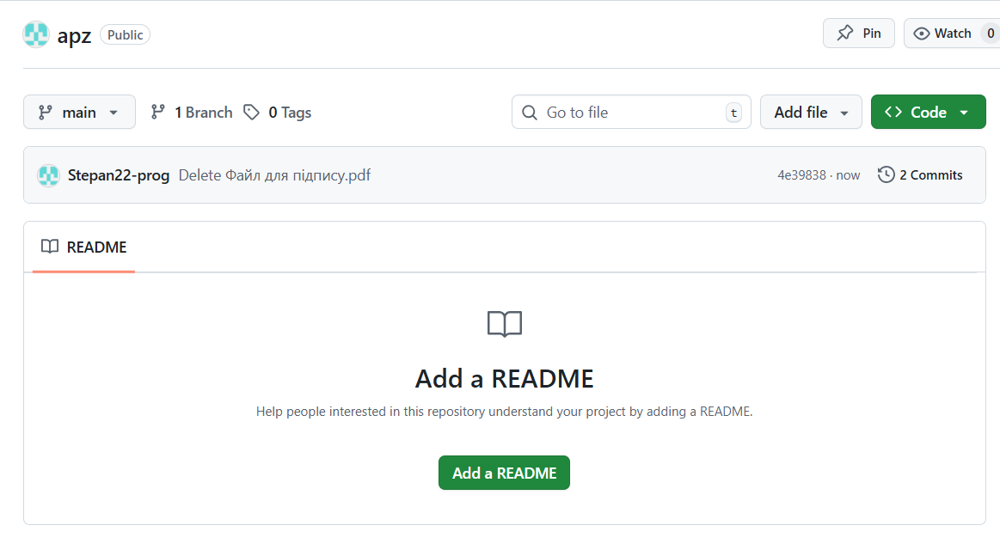 apz Public Pin Watch 0
main 1 Branch 0 Tags Go to file t Add file Code
Stepan22-prog Delete Файл для підпису.pdf 4e39838 · now 2 Commits
README
Add a README
Help people interested in this repository understand your project by adding a README.
Add a README